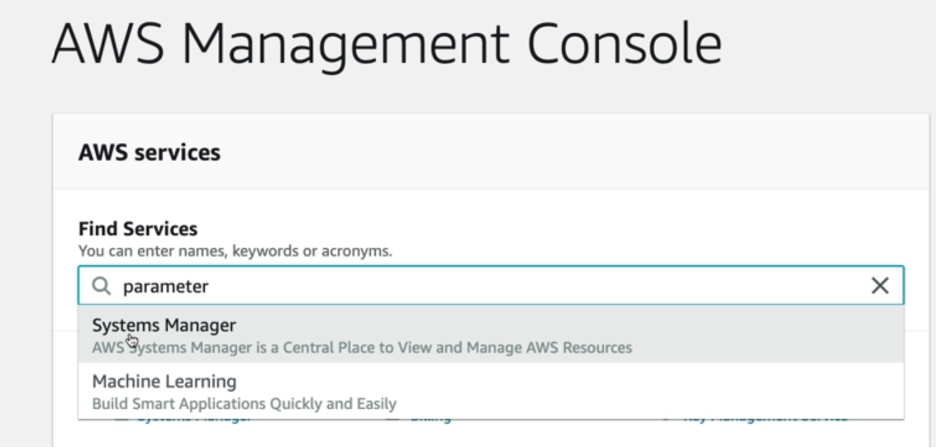 AWS Management Console
AWS services
Find Services
You can enter names, keywords or acronyms.
parameter
Systems Manager
AWS Systems Manager is a Central Place to View and Manage AWS Resources
Machine Learning
Build Smart Applications Quickly and Easily